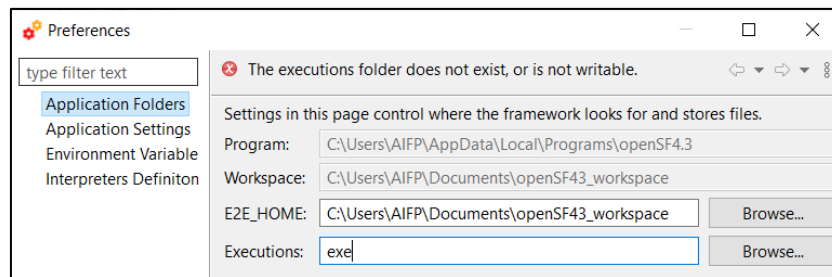 Preferences
type filter text
Application Folders
Application Settings
Environment Variable
Interpreters Definiton
The executions folder does not exist, or is not writable.
Settings in this page control where the framework looks for and stores files.
Program: C:\Users\AIFP\AppData\Local\Programs\openSF4.3
Workspace: C:\Users\AIFP\Documents\openSF43_workspace
E2E_HOME: C:\Users\AIFP\Documents\openSF43_workspace Browse...
Executions: exe Browse...